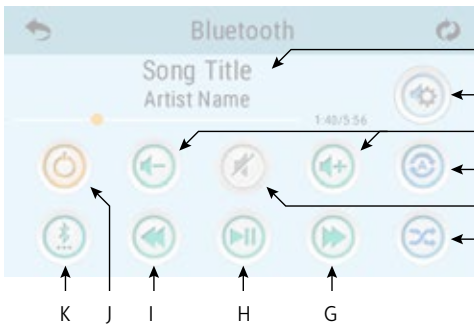 Bluetooth
Song Title
Artist Name
1:40/5:56
A
K J I H G